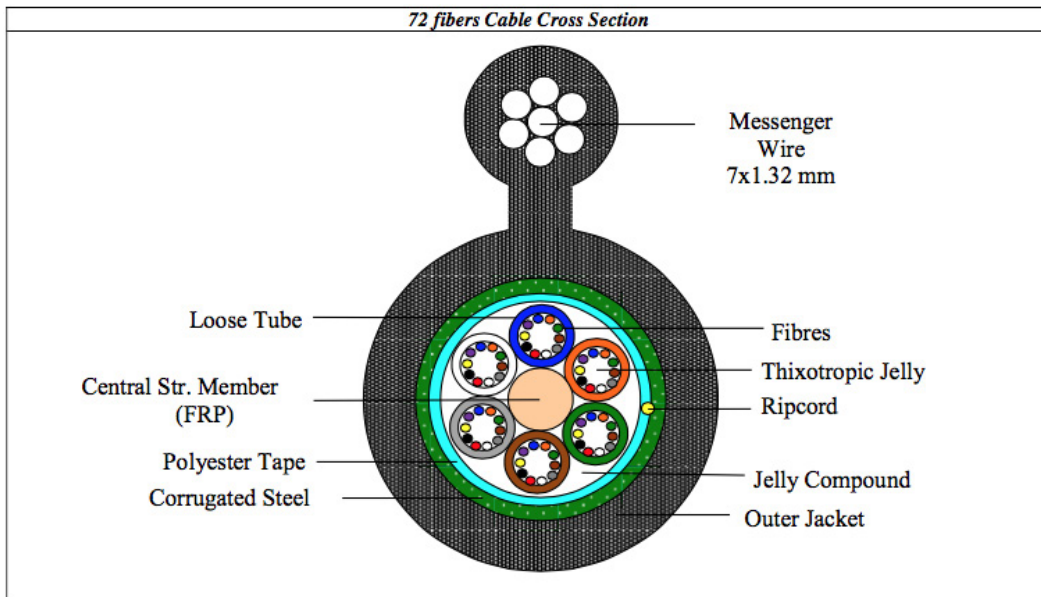 72 fibers Cable Cross Section
Messenger
Wire
7x1.32 mm
Loose Tube
Fibres
Thixotropic Jelly
Central Str. Member
(FRP)
Ripcord
Polyester Tape
Jelly Compound
Corrugated Steel
Outer Jacket